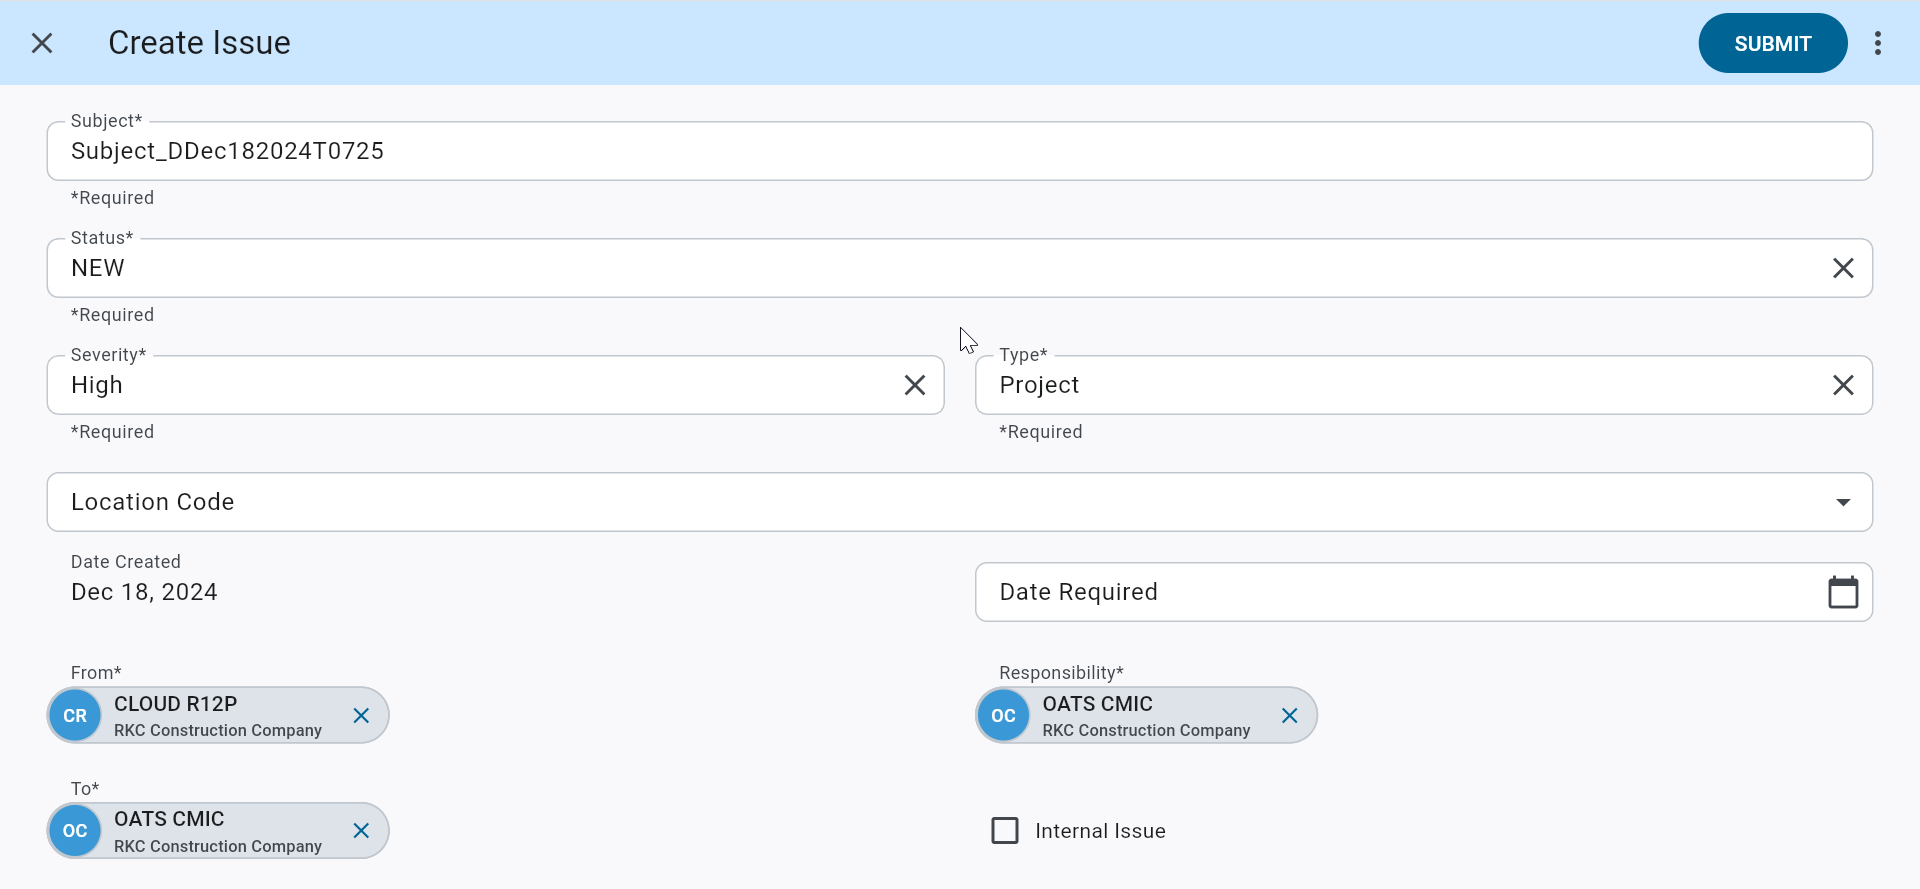 Create Issue
SUBMIT
Subject*
Subject_DDec182024T0725
*Required
Status*
NEW
*Required
Severity*
High
*Required
Type*
Project
*Required
Location Code
Date Created
Dec 18, 2024
Date Required
From*
CR
CLOUD R12P
RKC Construction Company
Responsibility*
OC
OATS CMIC
RKC Construction Company
To*
OC
OATS CMIC
RKC Construction Company
Internal Issue